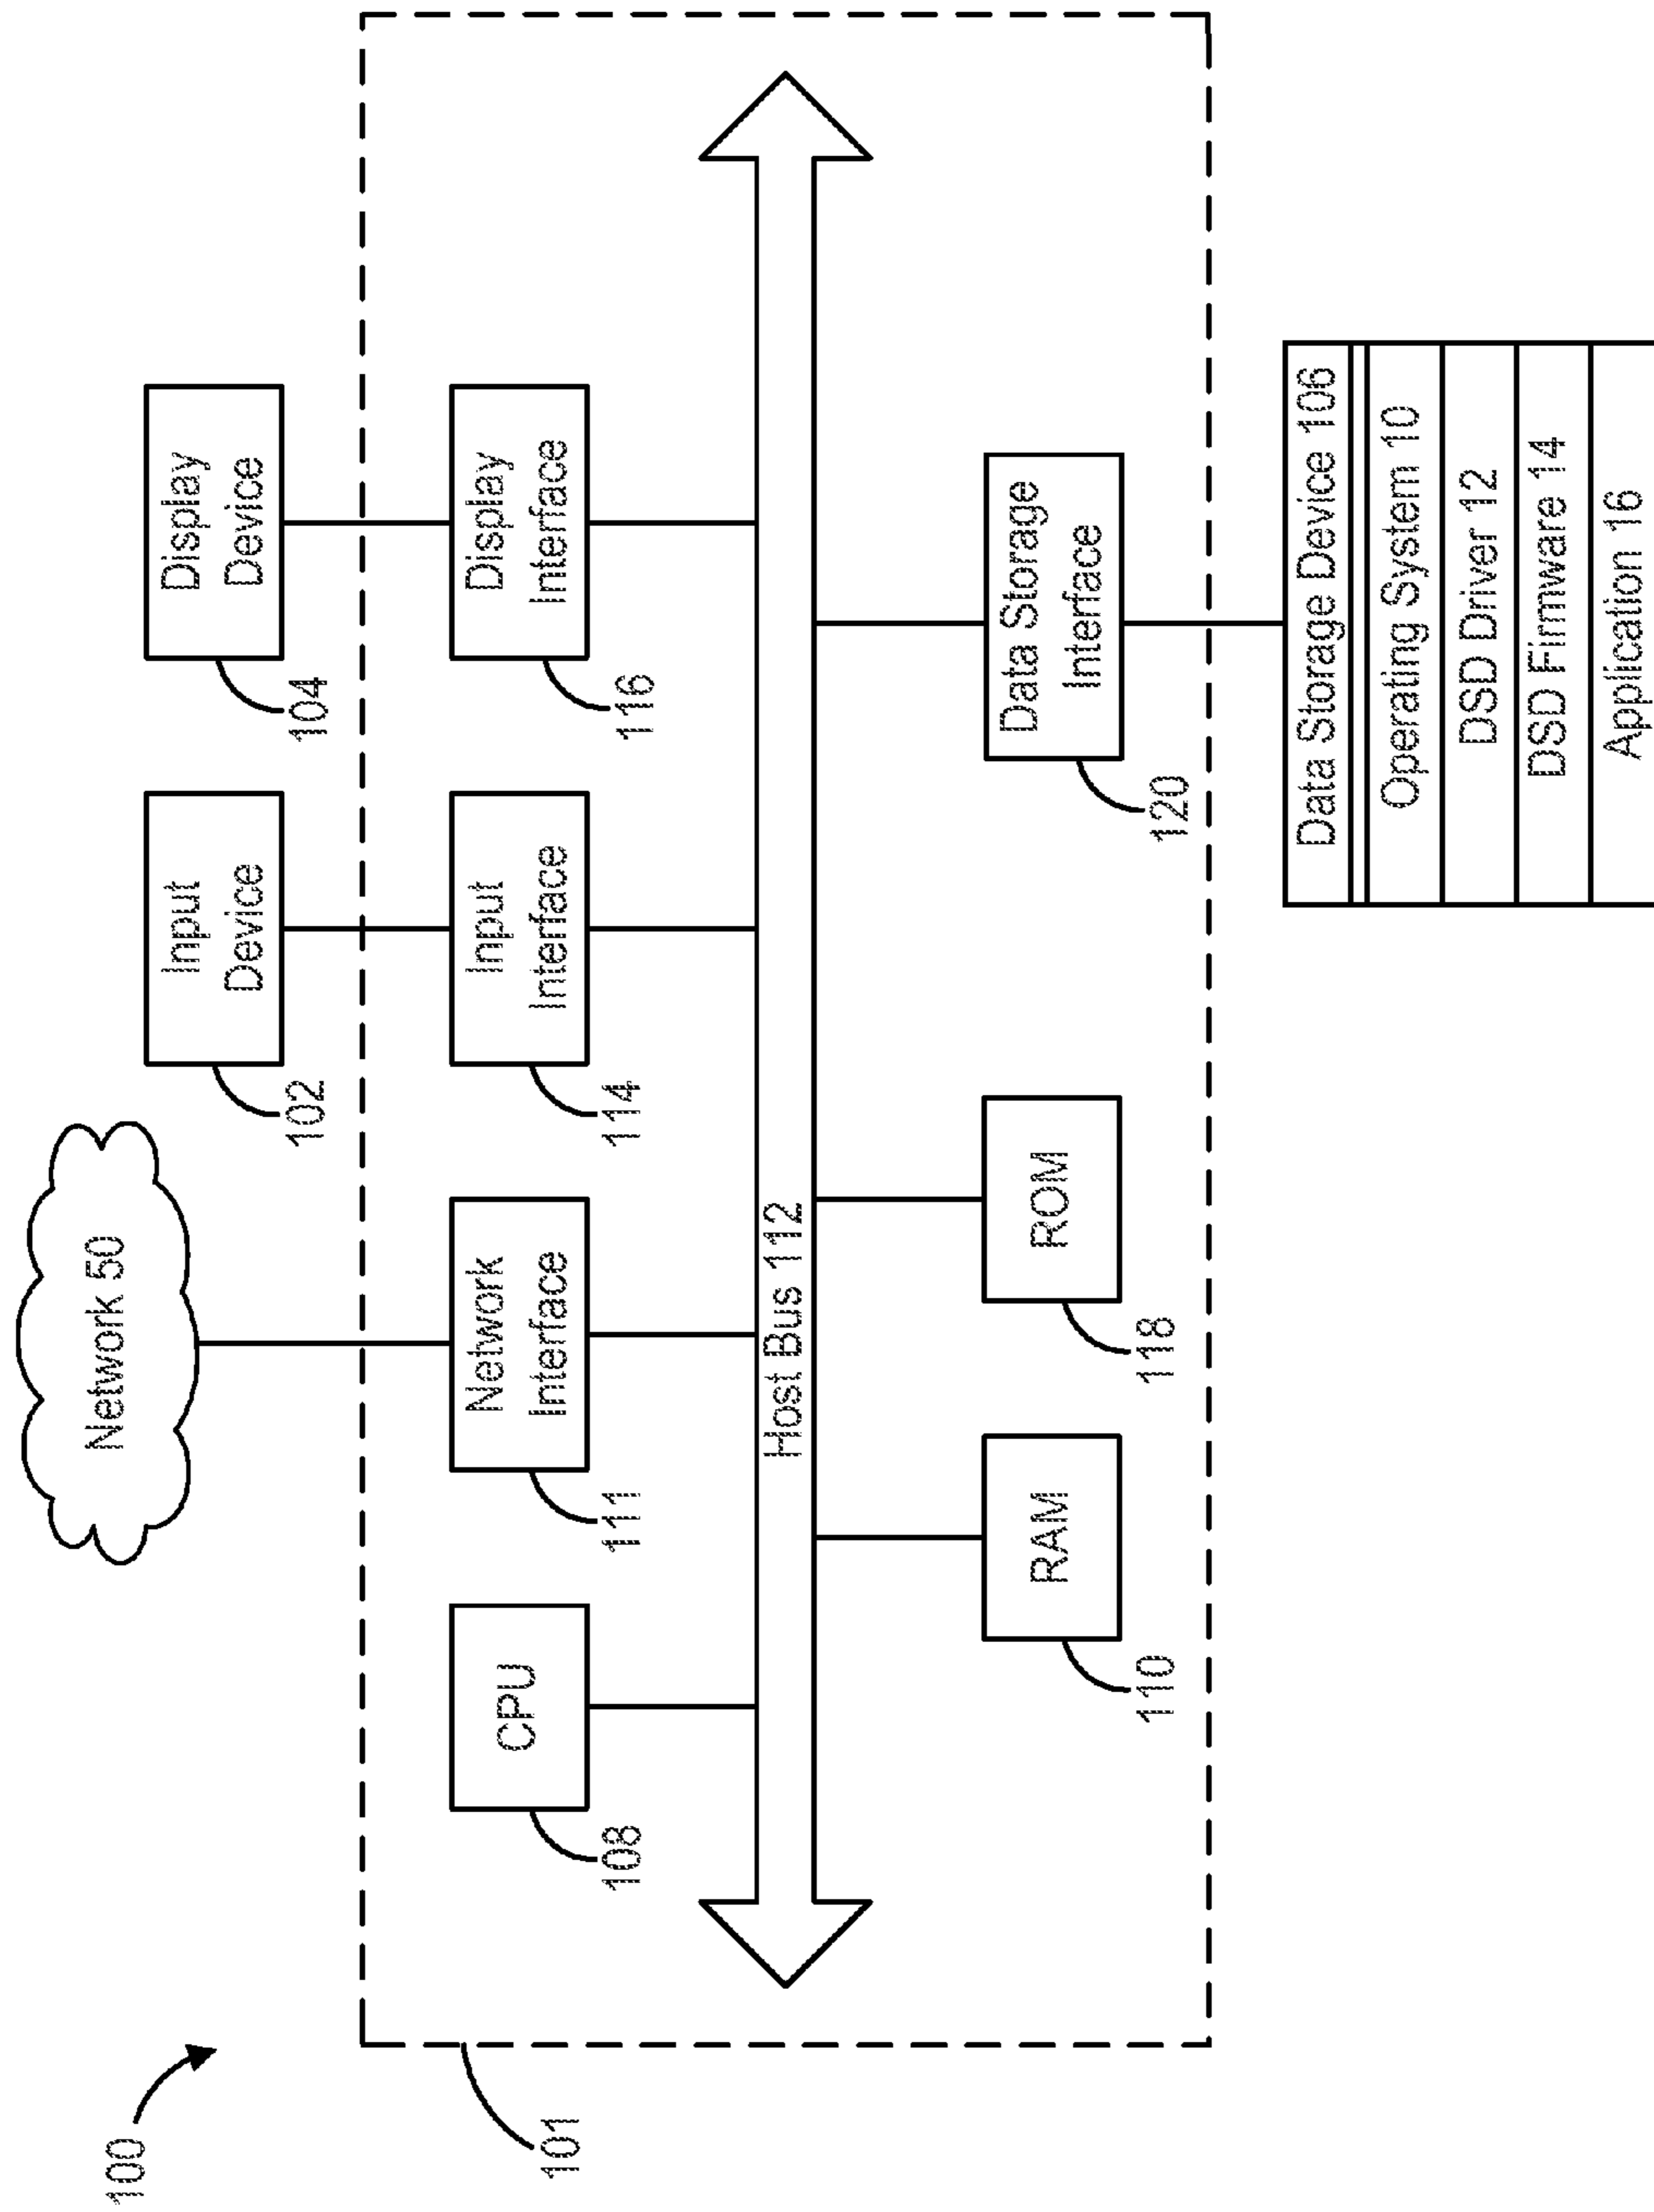 100
101
Network 50
Input
Device
102
Display
Device
104
CPU
108
Network
Interface
111
Input
Interface
114
Display
Interface
116
Host Bus 112
RAM
110
ROM
118
Data Storage
Interface
120
Data Storage Device 106
Operating System 10
DSD Driver 12
DSD Firmware 14
Application 16